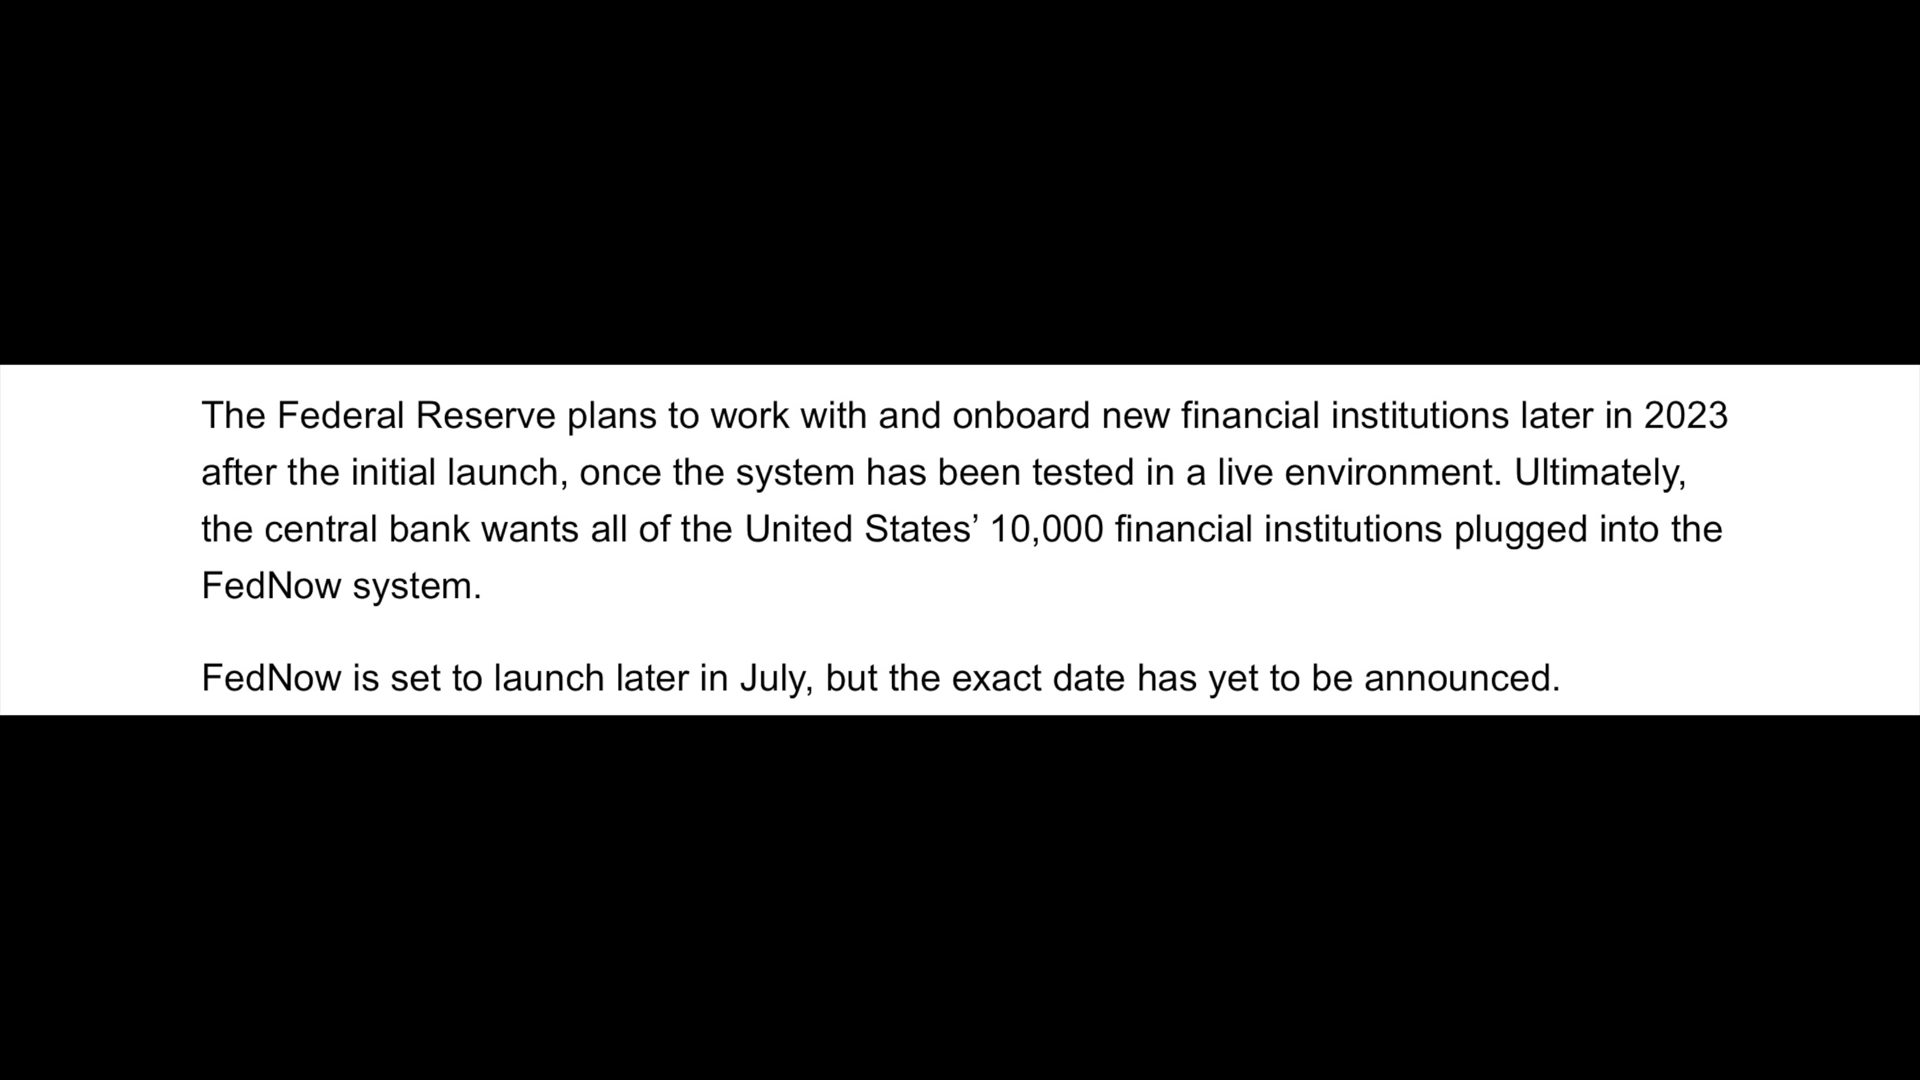 The Federal Reserve plans to work with and onboard new financial institutions later in 2023
after the initial launch, once the system has been tested in a live environment. Ultimately,
the central bank wants all of the United States’ 10,000 financial institutions plugged into the
FedNow system.
FedNow is set to launch later in July, but the exact date has yet to be announced.